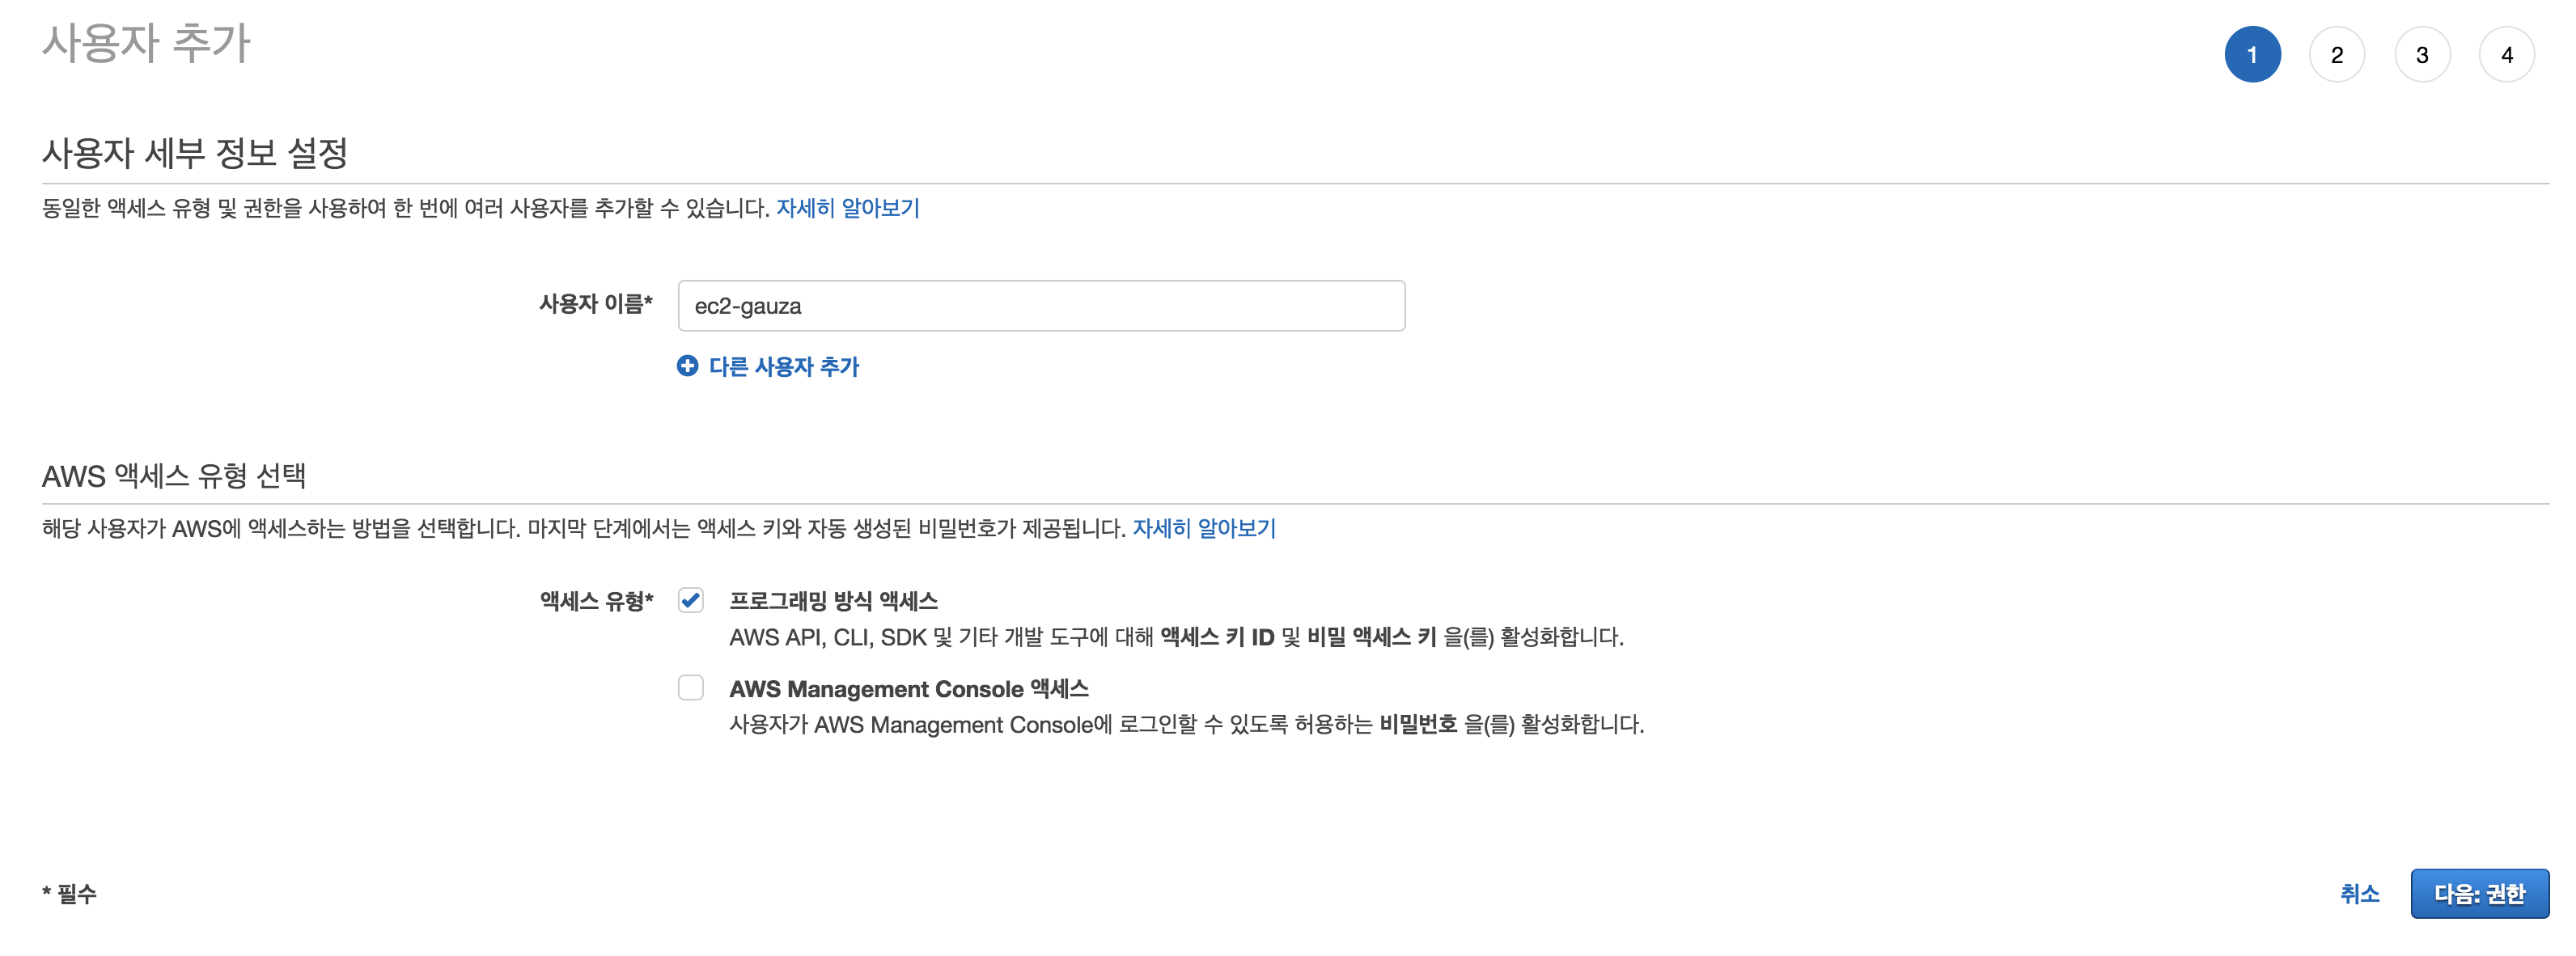 사용자 추가
1 2 3 4
사용자 세부 정보 설정
동일한 액세스 유형 및 권한을 사용하여 한 번에 여러 사용자를 추가할 수 있습니다. 자세히 알아보기
사용자 이름* ec2-gauza
다른 사용자 추가
AWS 액세스 유형 선택
해당 사용자가 AWS에 액세스하는 방법을 선택합니다. 마지막 단계에서는 액세스 키와 자동 생성된 비밀번호가 제공됩니다. 자세히 알아보기
액세스 유형* 프로그래밍 방식 액세스
AWS API, CLI, SDK 및 기타 개발 도구에 대해 액세스 키 ID 및 비밀 액세스 키 을(를) 활성화합니다.
AWS Management Console 액세스
사용자가 AWS Management Console에 로그인할 수 있도록 허용하는 비밀번호 을(를) 활성화합니다.
* 필수 취소 다음: 권한